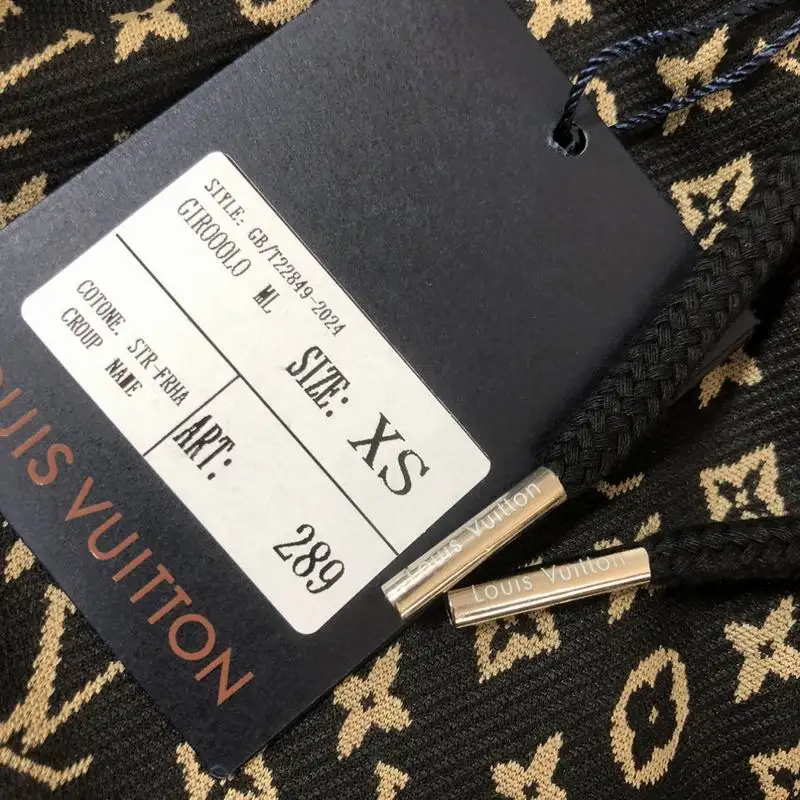 STYLE: GB/T22849-2024
GIROOOLO ML
SIZE: XS
COTONE. STR-FRHA
CROUP NAME
ART: 289
LOUIS VUITTON
Louis Vuitton
Louis Vuitton